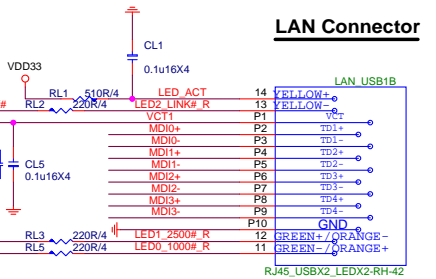 LAN Connector
CL1
0.1u16X4
VDD33
LAN_USB1B
RL1 510R/4 LED_ACT 14 YELLOW+
# RL2 220R/4 LED2_LINK#_R 13 YELLOW-
VCT1 P1 VCT
MDI0+ P2 TD1+
MDI0- P3 TD1-
MDI1+ P4 TD2+
CL5 MDI1- P5 TD2-
0.1u16X4 MDI2+ P6 TD3+
MDI2- P7 TD3-
MDI3+ P8 TD4+
MDI3- P9 TD4-
P10 GND
RL3 220R/4 LED1_2500#_R 12 GREEN+/ORANGE-
RL5 220R/4 LED0_1000#_R 11 GREEN-/ORANGE+
RJ45_USBX2_LEDX2-RH-42